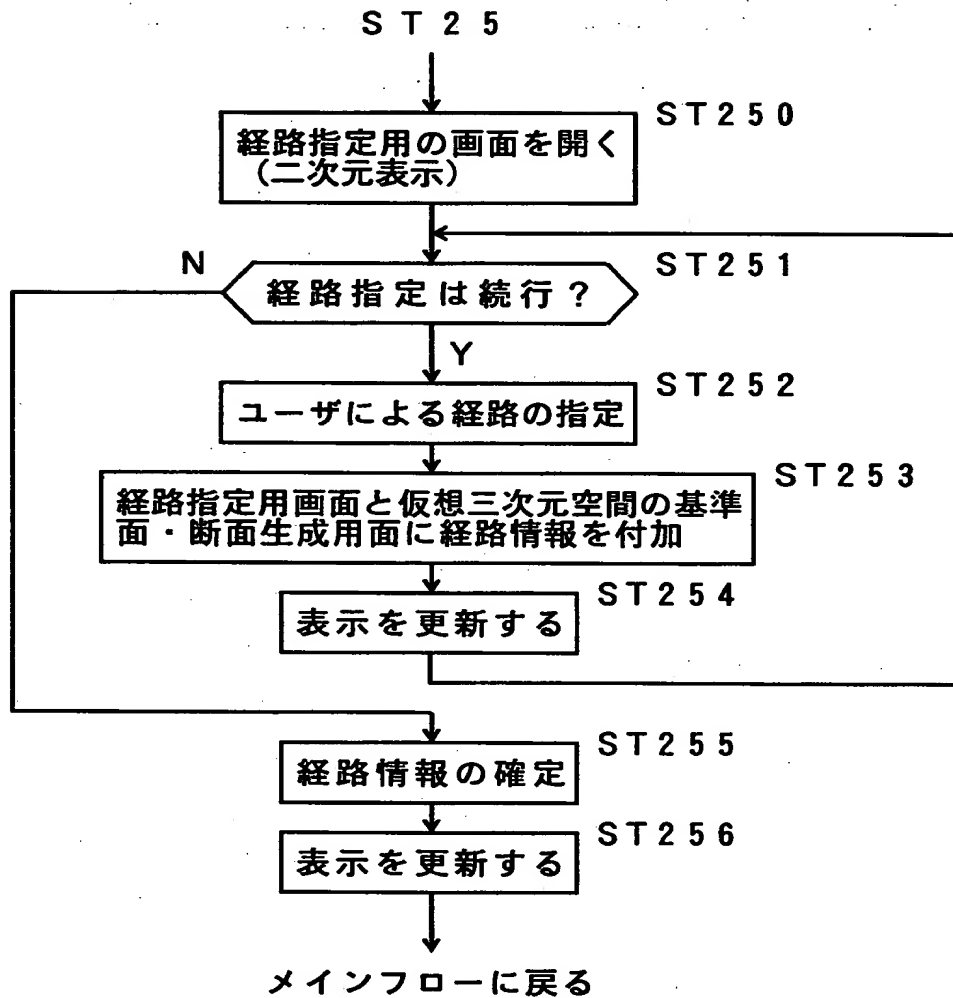 ST25
ST250
経路指定用の画面を開く
(二次元表示)
N
ST251
経路指定は続行?
Y
ST252
ユーザによる経路の指定
ST253
経路指定用画面と仮想三次元空間の基準
面・断面生成用面に経路情報を付加
ST254
表示を更新する
ST255
経路情報の確定
ST256
表示を更新する
メインフローに戻る